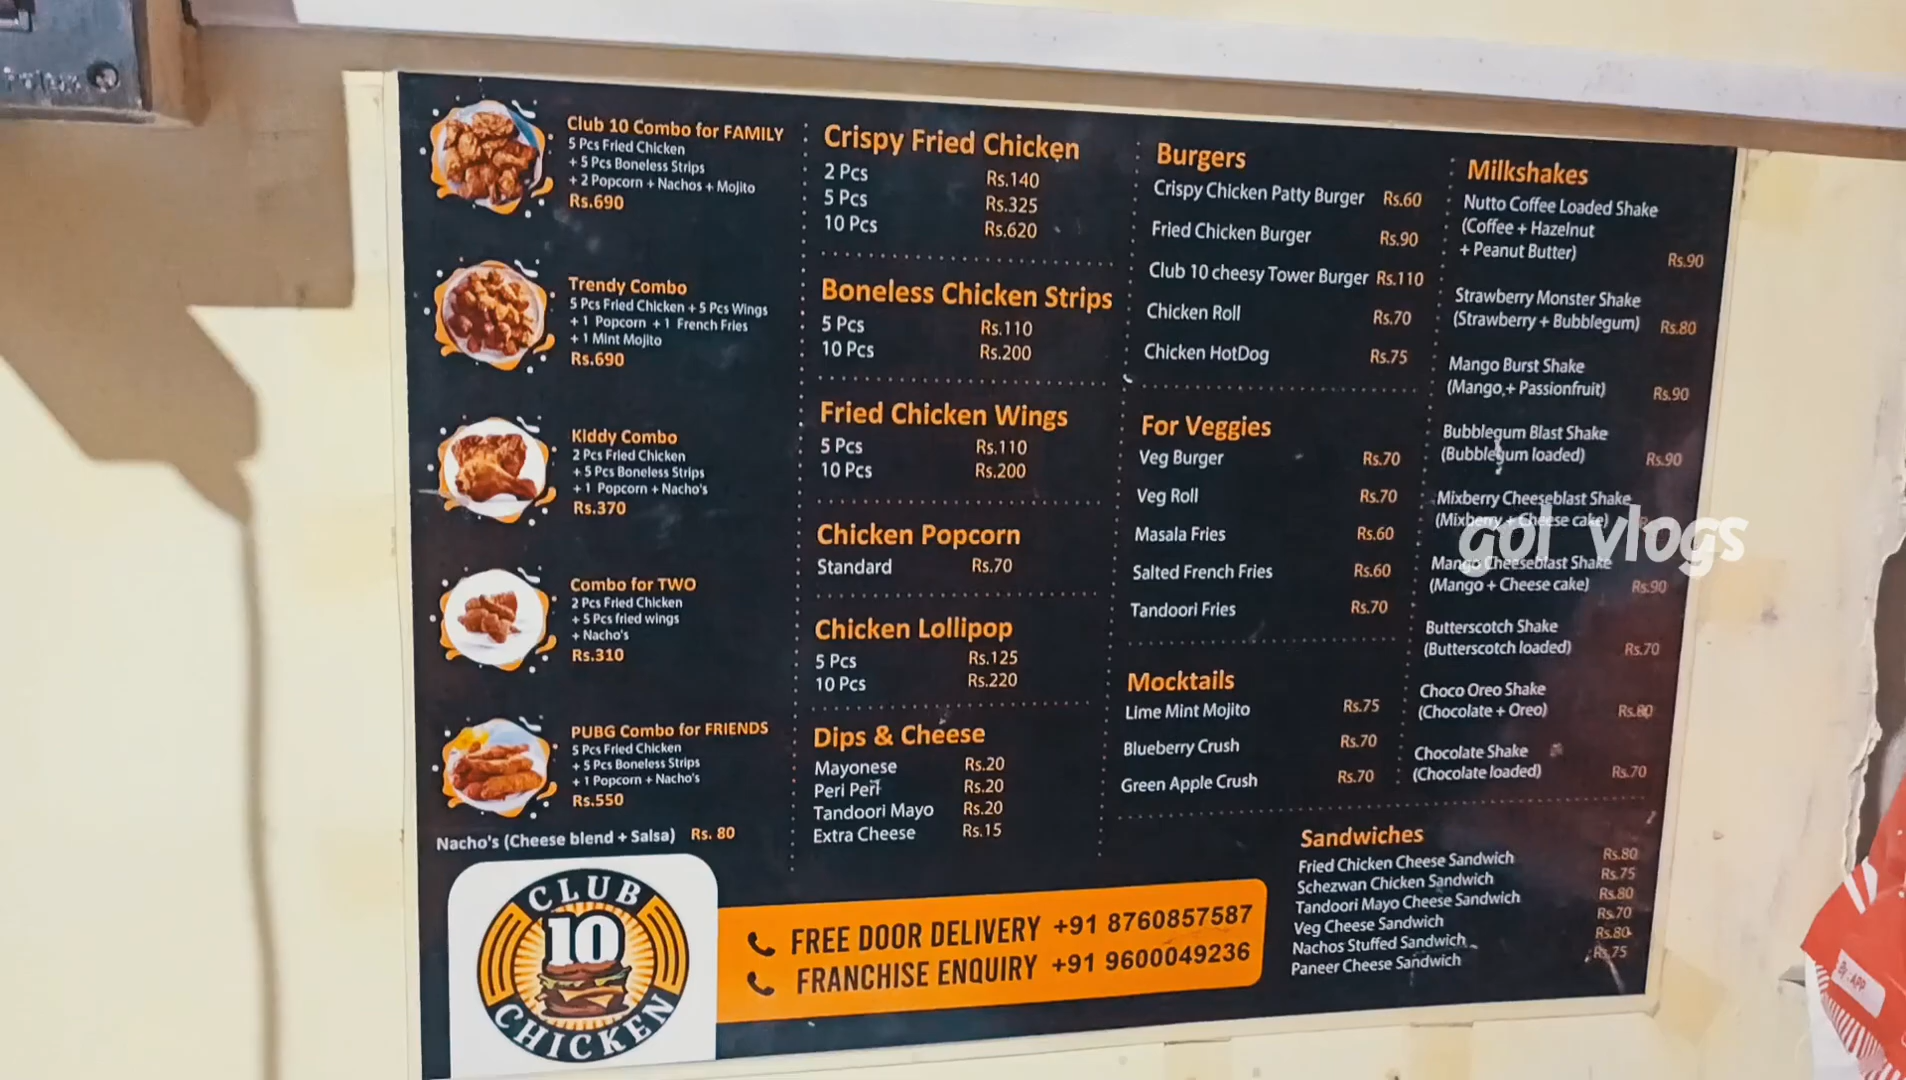 Club 10 Combo for FAMILY
5 Pcs Fried Chicken
+ 5 Pcs Boneless Strips
+ 2 Popcorn + Nachos + Mojito
Rs.690
Trendy Combo
5 Pcs Fried Chicken + 5 Pcs Wings
+ 1 Popcorn + 1 French Fries
+ 1 Mint Mojito
Rs.690
Kiddy Combo
2 Pcs Fried Chicken
+ 5 Pcs Boneless Strips
+ 1 Popcorn + Nacho's
Rs.370
Combo for TWO
2 Pcs Fried Chicken
+ 5 Pcs fried wings
+ Nacho's
Rs.310
PUBG Combo for FRIENDS
5 Pcs Fried Chicken
+ 5 Pcs Boneless Strips
+ 1 Popcorn + Nacho's
Rs.550
Nacho's (Cheese blend + Salsa) Rs. 80
Crispy Fried Chicken
2 Pcs Rs.140
5 Pcs Rs.325
10 Pcs Rs.620
Boneless Chicken Strips
5 Pcs Rs.110
10 Pcs Rs.200
Fried Chicken Wings
5 Pcs Rs.110
10 Pcs Rs.200
Chicken Popcorn
Standard Rs.70
Chicken Lollipop
5 Pcs Rs.125
10 Pcs Rs.220
Dips & Cheese
Mayonese Rs.20
Peri Peri Rs.20
Tandoori Mayo Rs.20
Extra Cheese Rs.15
Burgers
Crispy Chicken Patty Burger Rs.60
Fried Chicken Burger Rs.90
Club 10 cheesy Tower Burger Rs.110
Chicken Roll Rs.70
Chicken HotDog Rs.75
For Veggies
Veg Burger Rs.70
Veg Roll Rs.70
Masala Fries Rs.60
Salted French Fries Rs.60
Tandoori Fries Rs.70
Mocktails
Lime Mint Mojito Rs.75
Blueberry Crush Rs.70
Green Apple Crush Rs.70
Milkshakes
Nutto Coffee Loaded Shake
(Coffee + Hazelnut
+ Peanut Butter) Rs.90
Strawberry Monster Shake
(Strawberry + Bubblegum) Rs.80
Mango Burst Shake
(Mango + Passionfruit) Rs.90
Bubblegum Blast Shake
(Bubblegum loaded) Rs.90
Mixberry Cheeseblast Shake
(Mixberry + Cheese cake)
gol vlogs
Mango Cheeseblast Shake
(Mango + Cheese cake) Rs.90
Butterscotch Shake
(Butterscotch loaded) Rs.70
Choco Oreo Shake
(Chocolate + Oreo) Rs.80
Chocolate Shake
(Chocolate loaded) Rs.70
Sandwiches
Fried Chicken Cheese Sandwich Rs.80
Schezwan Chicken Sandwich Rs.75
Tandoori Mayo Cheese Sandwich Rs.80
Veg Cheese Sandwich Rs.70
Nachos Stuffed Sandwich Rs.80
Paneer Cheese Sandwich Rs.75
CLUB
10
CHICKEN
FREE DOOR DELIVERY +91 8760857587
FRANCHISE ENQUIRY +91 9600049236
By : APP